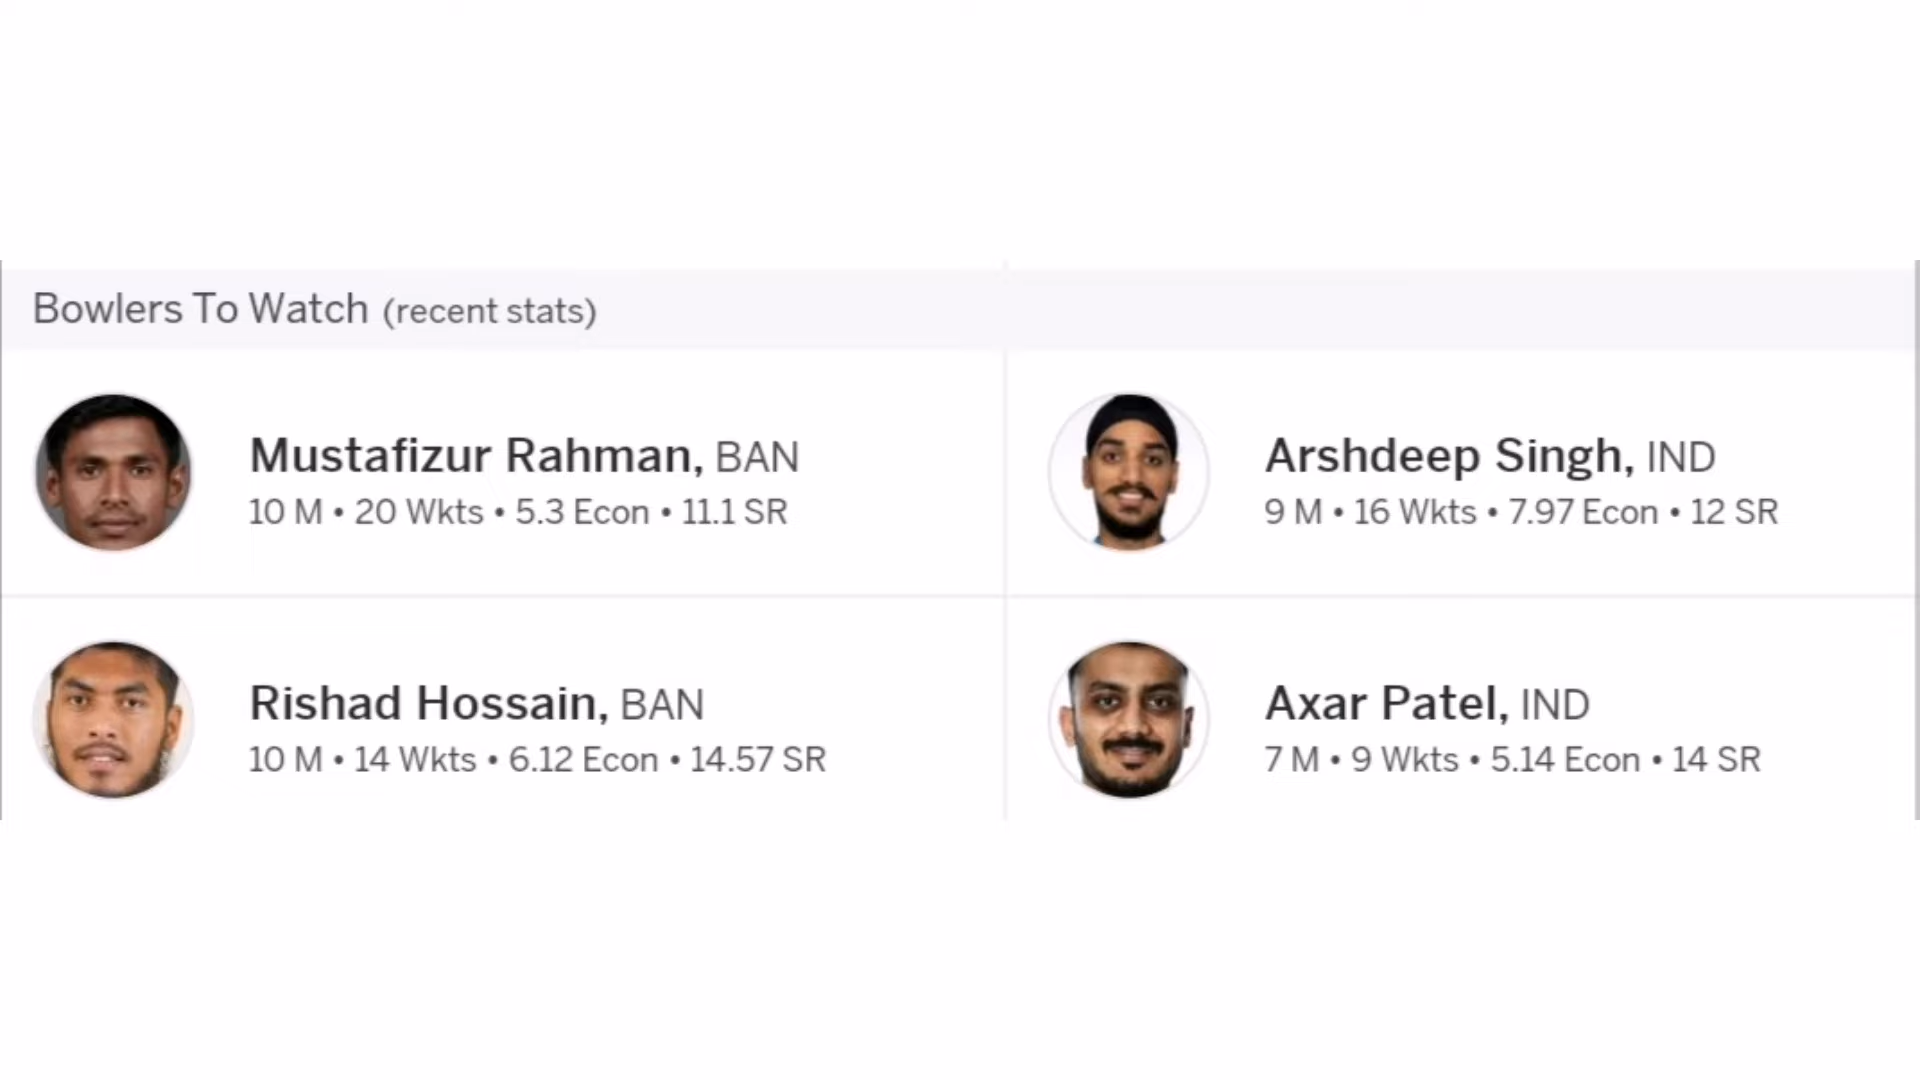 Bowlers To Watch (recent stats)
Mustafizur Rahman, BAN
10 M • 20 Wkts • 5.3 Econ • 11.1 SR
Arshdeep Singh, IND
9 M • 16 Wkts • 7.97 Econ • 12 SR
Rishad Hossain, BAN
10 M • 14 Wkts • 6.12 Econ • 14.57 SR
Axar Patel, IND
7 M • 9 Wkts • 5.14 Econ • 14 SR